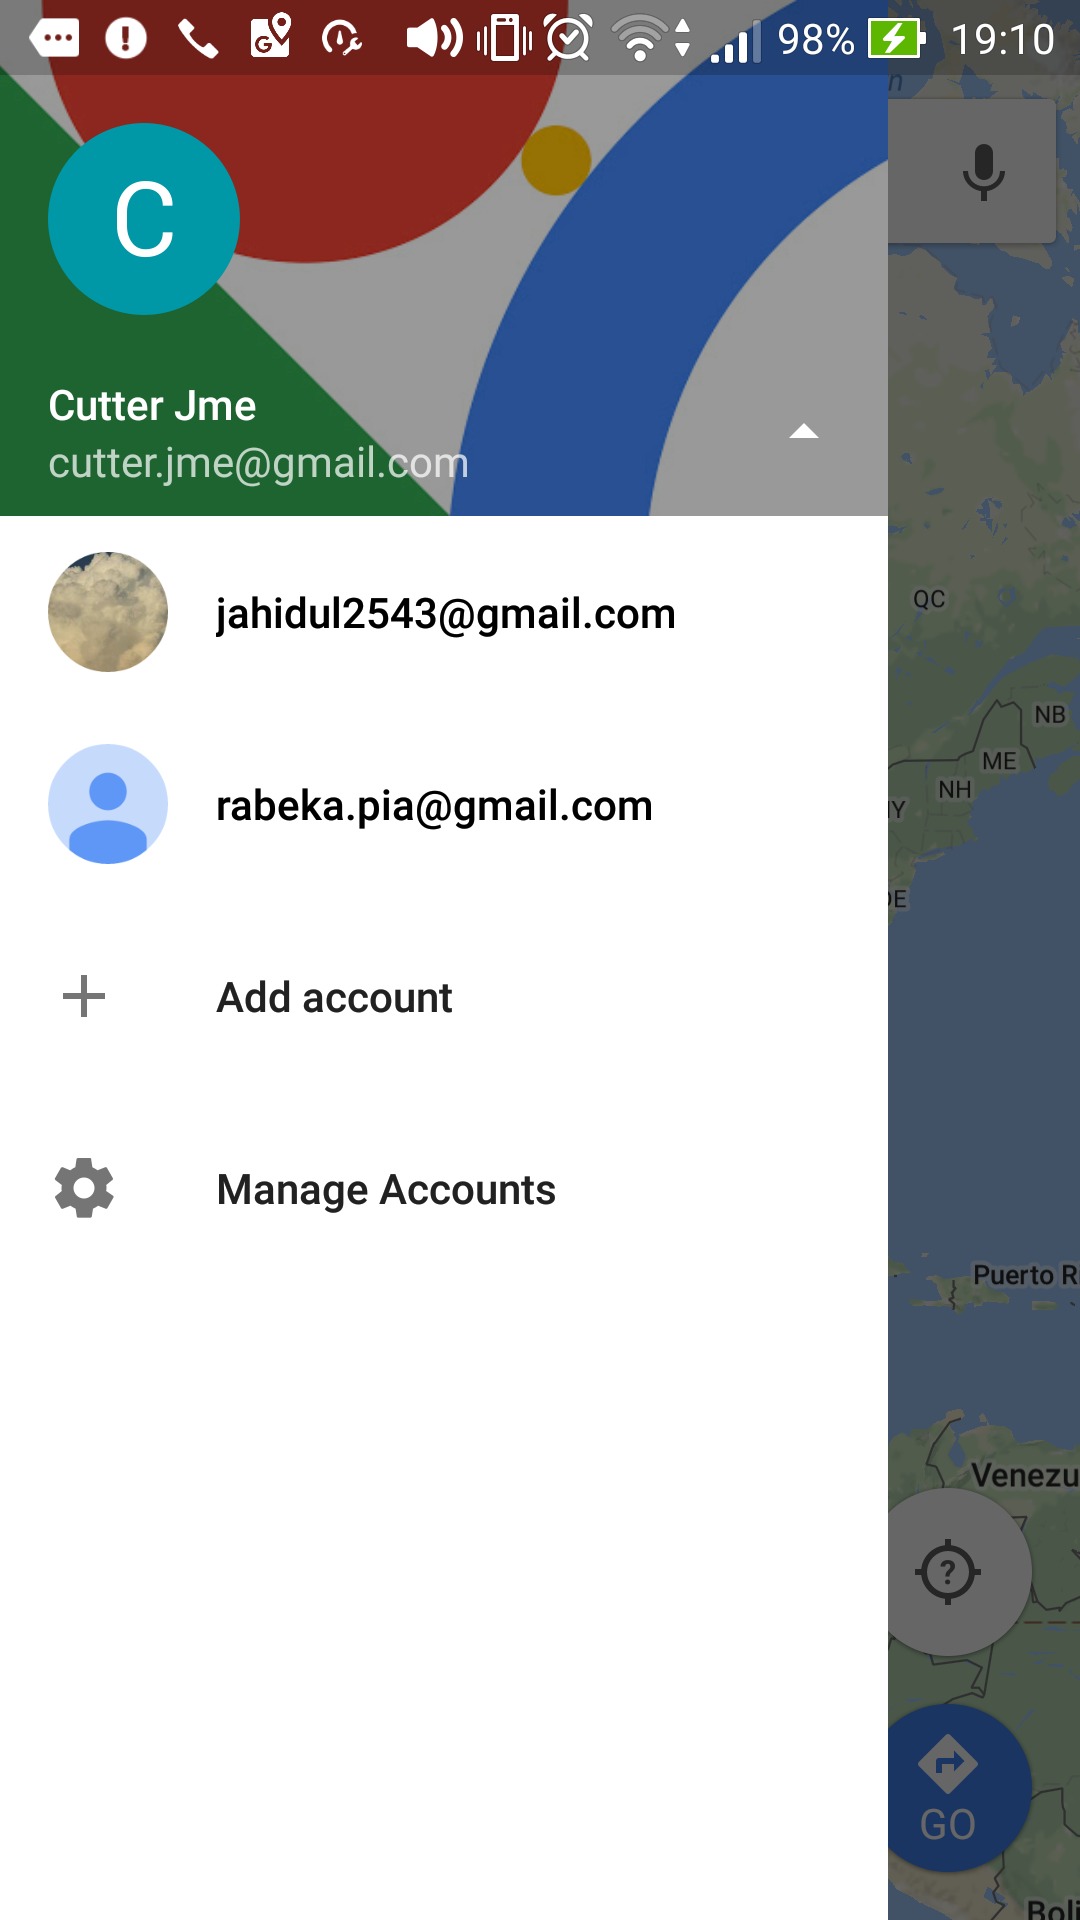 98% 19:10
C
Cutter Jme
cutter.jme@gmail.com
jahidul2543@gmail.com
rabeka.pia@gmail.com
Add account
Manage Accounts
QC
NB
ME
NH
Puerto R
Venezu
?
GO
Boli